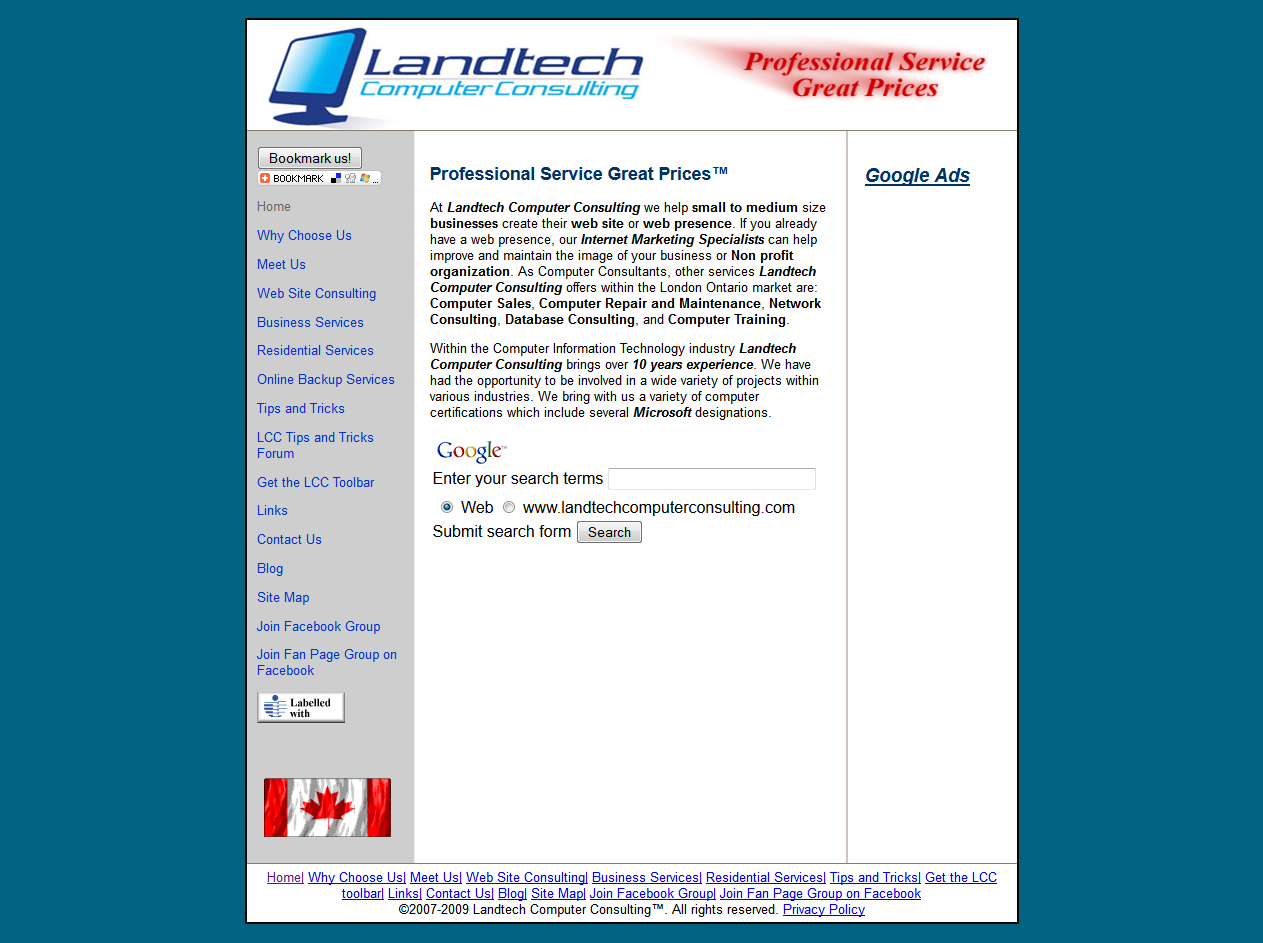 Landtech
Computer Consulting
Professional Service
Great Prices
Bookmark us!
BOOKMARK ...
Home
Why Choose Us
Meet Us
Web Site Consulting
Business Services
Residential Services
Online Backup Services
Tips and Tricks
LCC Tips and Tricks
Forum
Get the LCC Toolbar
Links
Contact Us
Blog
Site Map
Join Facebook Group
Join Fan Page Group on
Facebook
Labelled
with
Professional Service Great Prices™
At Landtech Computer Consulting we help small to medium size
businesses create their web site or web presence. If you already
have a web presence, our Internet Marketing Specialists can help
improve and maintain the image of your business or Non profit
organization. As Computer Consultants, other services Landtech
Computer Consulting offers within the London Ontario market are:
Computer Sales, Computer Repair and Maintenance, Network
Consulting, Database Consulting, and Computer Training.
Within the Computer Information Technology industry Landtech
Computer Consulting brings over 10 years experience. We have
had the opportunity to be involved in a wide variety of projects within
various industries. We bring with us a variety of computer
certifications which include several Microsoft designations.
Google™
Enter your search terms
Web www.landtechcomputerconsulting.com
Submit search form Search
Google Ads
Home| Why Choose Us| Meet Us| Web Site Consulting| Business Services| Residential Services| Tips and Tricks| Get the LCC
toolbar| Links| Contact Us| Blog| Site Map| Join Facebook Group| Join Fan Page Group on Facebook
©2007-2009 Landtech Computer Consulting™. All rights reserved. Privacy Policy